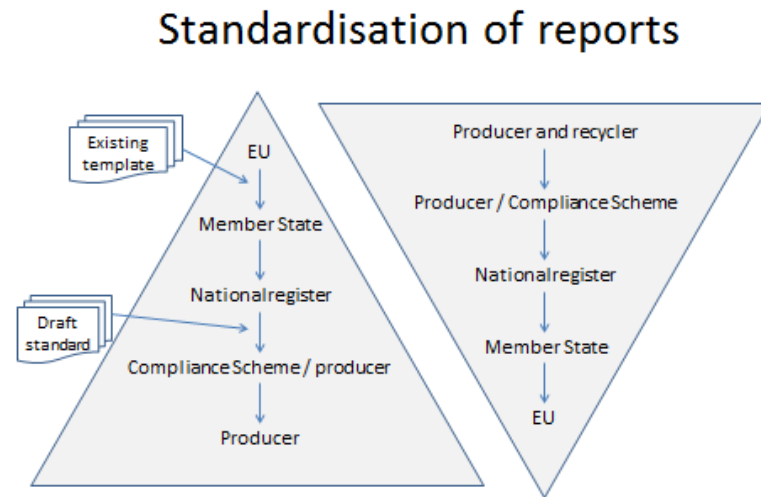 Standardisation of reports
Existing
template
EU
Member State
Nationalregister
Draft
standard
Compliance Scheme / producer
Producer
Producer and recycler
Producer / Compliance Scheme
Nationalregister
Member State
EU